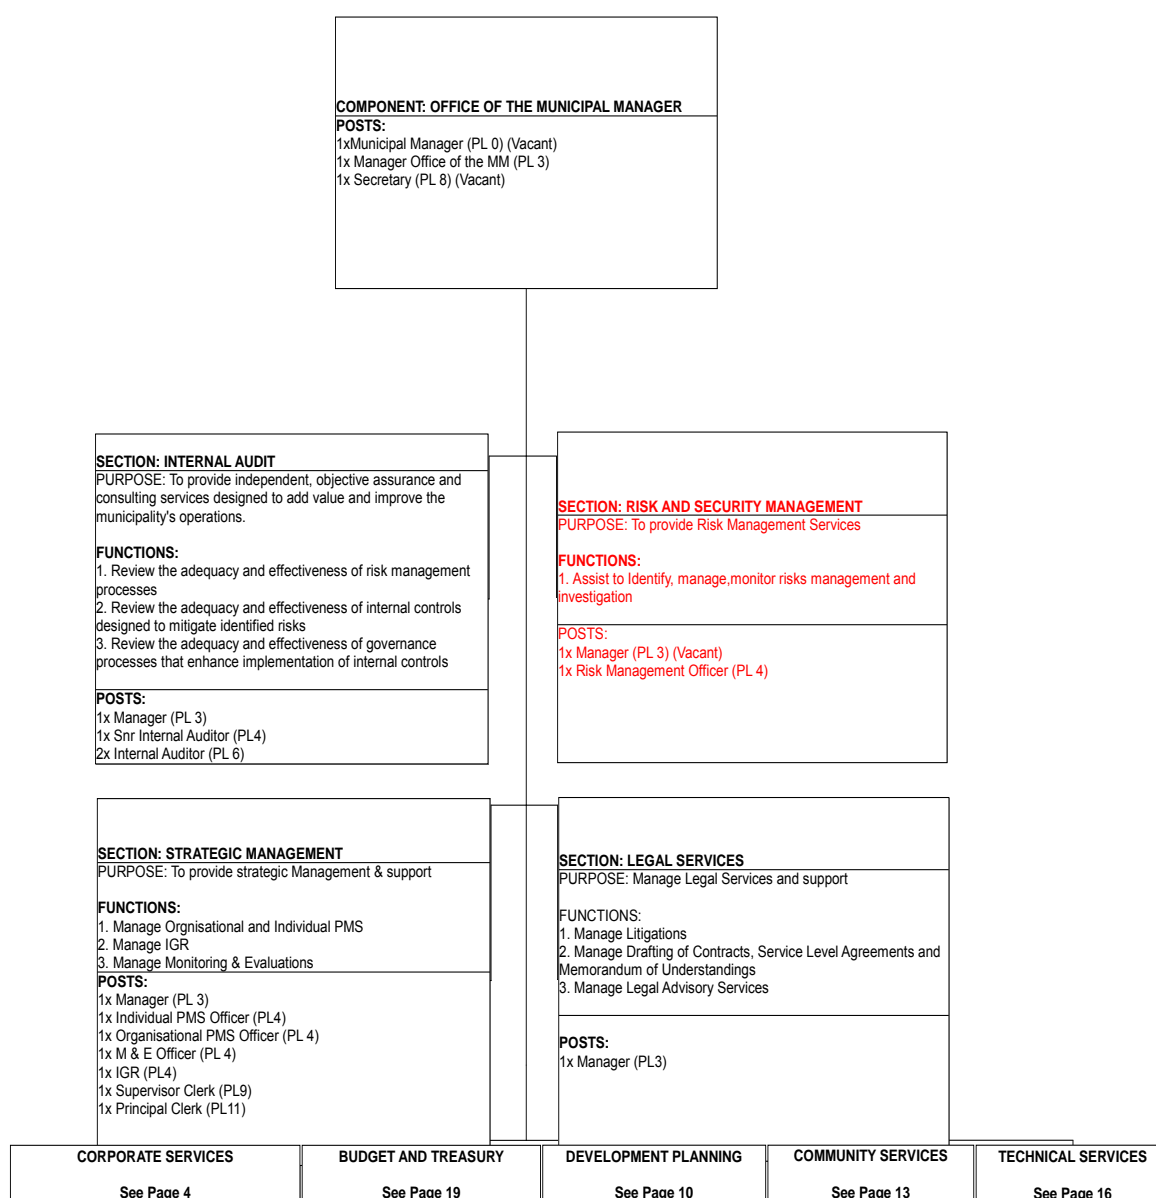 COMPONENT: OFFICE OF THE MUNICIPAL MANAGER
POSTS:
1xMunicipal Manager (PL 0) (Vacant)
1x Manager Office of the MM (PL 3)
1x Secretary (PL 8) (Vacant)
SECTION: INTERNAL AUDIT
PURPOSE: To provide independent, objective assurance and
consulting services designed to add value and improve the
municipality's operations.
FUNCTIONS:
1. Review the adequacy and effectiveness of risk management
processes
2. Review the adequacy and effectiveness of internal controls
designed to mitigate identified risks
3. Review the adequacy and effectiveness of governance
processes that enhance implementation of internal controls
POSTS:
1x Manager (PL 3)
1x Snr Internal Auditor (PL4)
2x Internal Auditor (PL 6)
SECTION: RISK AND SECURITY MANAGEMENT
PURPOSE: To provide Risk Management Services
FUNCTIONS:
1. Assist to Identify, manage,monitor risks management and
investigation
POSTS:
1x Manager (PL 3) (Vacant)
1x Risk Management Officer (PL 4)
SECTION: STRATEGIC MANAGEMENT
PURPOSE: To provide strategic Management & support
FUNCTIONS:
1. Manage Orgnisational and Individual PMS
2. Manage IGR
3. Manage Monitoring & Evaluations
POSTS:
1x Manager (PL 3)
1x Individual PMS Officer (PL4)
1x Organisational PMS Officer (PL 4)
1x M & E Officer (PL 4)
1x IGR (PL4)
1x Supervisor Clerk (PL9)
1x Principal Clerk (PL11)
SECTION: LEGAL SERVICES
PURPOSE: Manage Legal Services and support
FUNCTIONS:
1. Manage Litigations
2. Manage Drafting of Contracts, Service Level Agreements and
Memorandum of Understandings
3. Manage Legal Advisory Services
POSTS:
1x Manager (PL3)
CORPORATE SERVICES
See Page 4
BUDGET AND TREASURY
See Page 19
DEVELOPMENT PLANNING
See Page 10
COMMUNITY SERVICES
See Page 13
TECHNICAL SERVICES
See Page 16